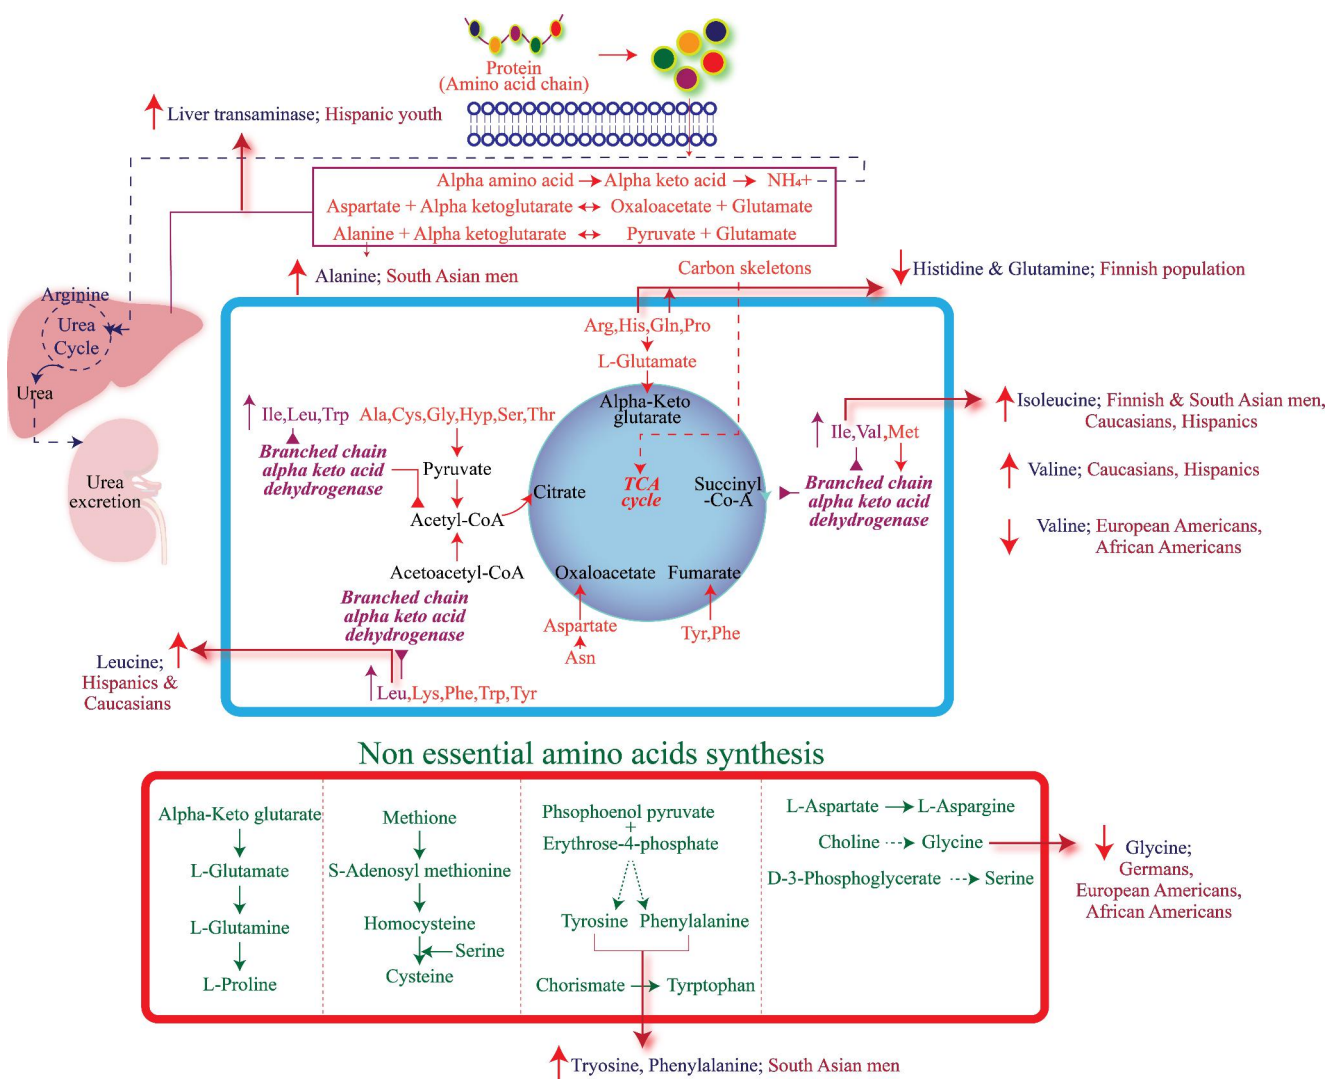 Protein
(Amino acid chain)
Liver transaminase; Hispanic youth
Alpha amino acid → Alpha keto acid → NH₄+
Aspartate + Alpha ketoglutarate ↔ Oxaloacetate + Glutamate
Alanine + Alpha ketoglutarate ↔ Pyruvate + Glutamate
Alanine; South Asian men
Carbon skeletons
Histidine & Glutamine; Finnish population
Arginine
Urea
Cycle
Urea
Urea
excretion
Arg,His,Gln,Pro
L-Glutamate
Alpha-Keto
glutarate
Ile,Leu,Trp
Branched chain
alpha keto acid
dehydrogenase
Ala,Cys,Gly,Hyp,Ser,Thr
Pyruvate
Acetyl-CoA
Acetoacetyl-CoA
Citrate
TCA
cycle
Succinyl
-Co-A
Oxaloacetate
Fumarate
Aspartate
Asn
Tyr,Phe
Ile,Val,Met
Branched chain
alpha keto acid
dehydrogenase
Isoleucine; Finnish & South Asian men,
Caucasians, Hispanics
Valine; Caucasians, Hispanics
Valine; European Americans,
African Americans
Branched chain
alpha keto acid
dehydrogenase
Leu,Lys,Phe,Trp,Tyr
Leucine;
Hispanics &
Caucasians
Non essential amino acids synthesis
Alpha-Keto glutarate
L-Glutamate
L-Glutamine
L-Proline
Methione
S-Adenosyl methionine
Homocysteine
Serine
Cysteine
Phsophoenol pyruvate
+
Erythrose-4-phosphate
Tyrosine Phenylalanine
Chorismate → Tyrptophan
L-Aspartate → L-Aspargine
Choline → Glycine
D-3-Phosphoglycerate → Serine
Glycine;
Germans,
European Americans,
African Americans
Tryosine, Phenylalanine; South Asian men